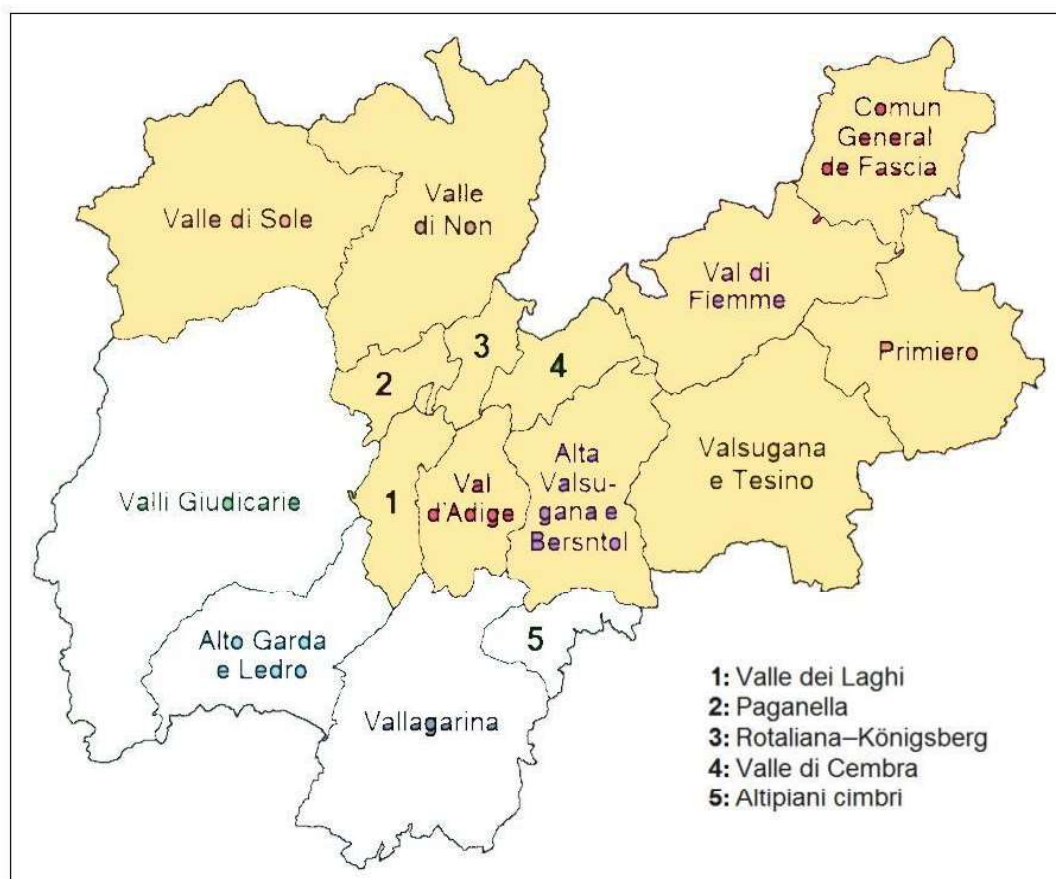 Comun
General
de Fascia
Valle di Sole
Valle
di Non
Val di
Fiemme
Primiero
3
4
2
Valsugana
e Tesino
Alta
Valsu-
gana e
Bersntol
Val
d'Adige
1
Valli Giudicarie
Alto Garda
e Ledro
5
Vallagarina
1: Valle dei Laghi
2: Paganella
3: Rotaliana–Königsberg
4: Valle di Cembra
5: Altipiani cimbri